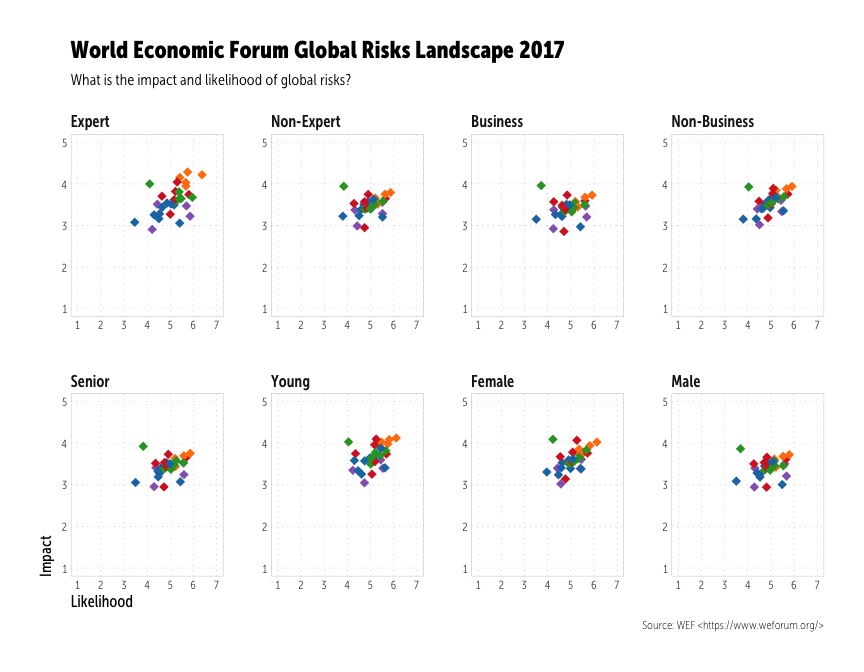 World Economic Forum Global Risks Landscape 2017
What is the impact and likelihood of global risks?
Expert Non-Expert Business Non-Business
5 5 5 5
4 4 4 4
3 3 3 3
2 2 2 2
1 1 1 1
1 2 3 4 5 6 7 1 2 3 4 5 6 7 1 2 3 4 5 6 7 1 2 3 4 5 6 7
Senior Young Female Male
5 5 5 5
4 4 4 4
3 3 3 3
2 2 2 2
1 1 1 1
Impact
1 2 3 4 5 6 7 1 2 3 4 5 6 7 1 2 3 4 5 6 7 1 2 3 4 5 6 7
Likelihood
Source: WEF <https://www.weforum.org/>